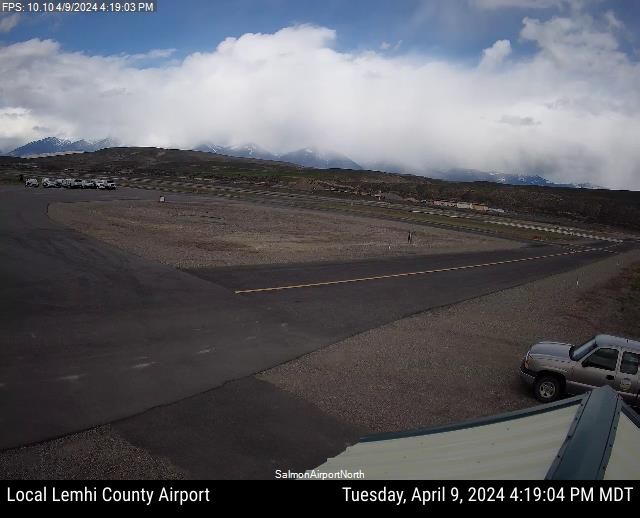 FPS: 10.10 4/9/2024 4:19:03 PM
SalmonAirportNorth
Local Lemhi County Airport
Tuesday, April 9, 2024 4:19:04 PM MDT